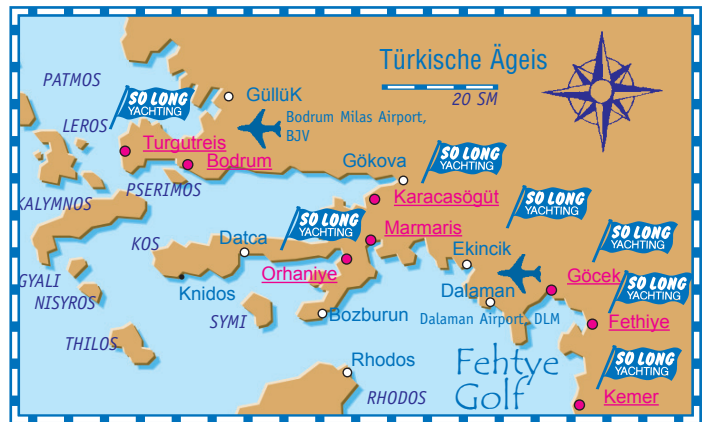 Türkische Ägeis
20 SM
PATMOS
GüllüK
SO LONG
YACHTING
Bodrum Milas Airport,
BJV
LEROS
Turgutreis
Bodrum
Gökova
SO LONG
YACHTING
PSERIMOS
KALYMNOS
Karacasögüt
SO LONG
YACHTING
SO LONG
YACHTING
Marmaris
SO LONG
YACHTING
KOS
Datca
Ekincik
Orhaniye
Göcek
GYALI
NISYROS
Knidos
Dalaman
SO LONG
YACHTING
SYMI
Bozburun
Dalaman Airport, DLM
Fethiye
THILOS
Rhodos
Fehtye
Golf
SO LONG
YACHTING
RHODOS
Kemer